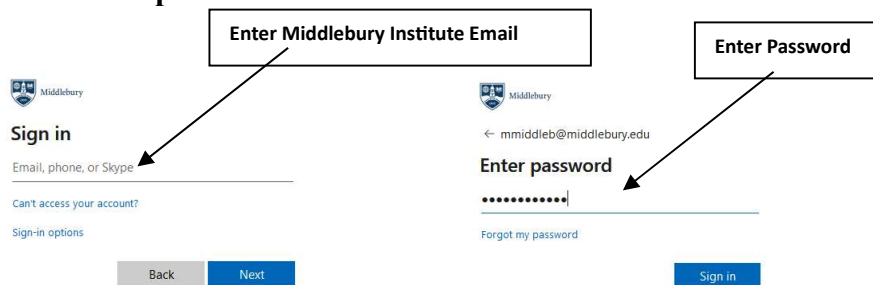 Enter Middlebury Institute Email
Middlebury
Sign in
Email, phone, or Skype
Can't access your account?
Sign-in options
Back
Next
Enter Password
Middlebury
← mmiddleb@middlebury.edu
Enter password
••••••••••••
Forgot my password
Sign in